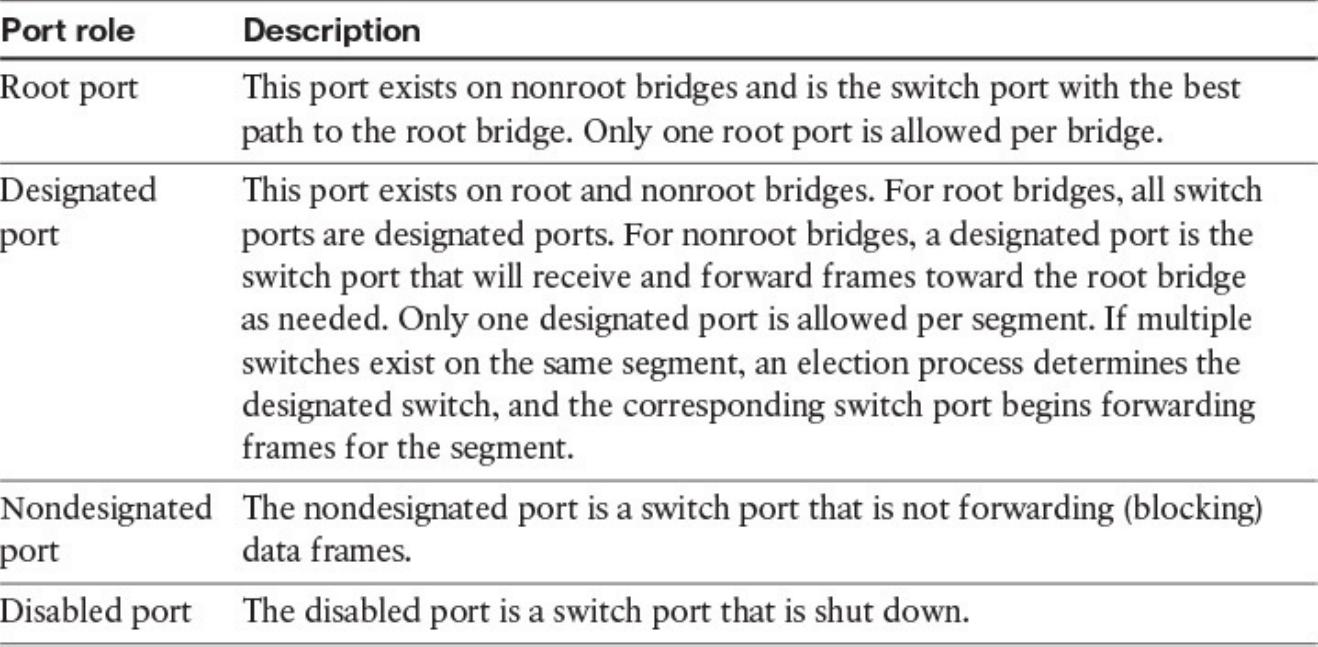 Port role Description
Root port This port exists on nonroot bridges and is the switch port with the best
path to the root bridge. Only one root port is allowed per bridge.
Designated This port exists on root and nonroot bridges. For root bridges, all switch
port ports are designated ports. For nonroot bridges, a designated port is the
switch port that will receive and forward frames toward the root bridge
as needed. Only one designated port is allowed per segment. If multiple
switches exist on the same segment, an election process determines the
designated switch, and the corresponding switch port begins forwarding
frames for the segment.
Nondesignated The nondesignated port is a switch port that is not forwarding (blocking)
port data frames.
Disabled port The disabled port is a switch port that is shut down.